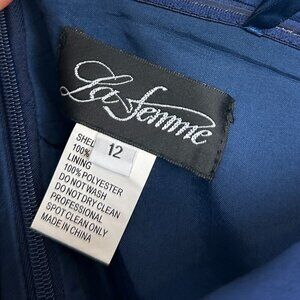 La Femme
12
SHEL
100%
LINING
100% POLYESTER
DO NOT WASH
DO NOT DRY CLEAN
PROFESSIONAL
SPOT CLEAN ONLY
MADE IN CHINA